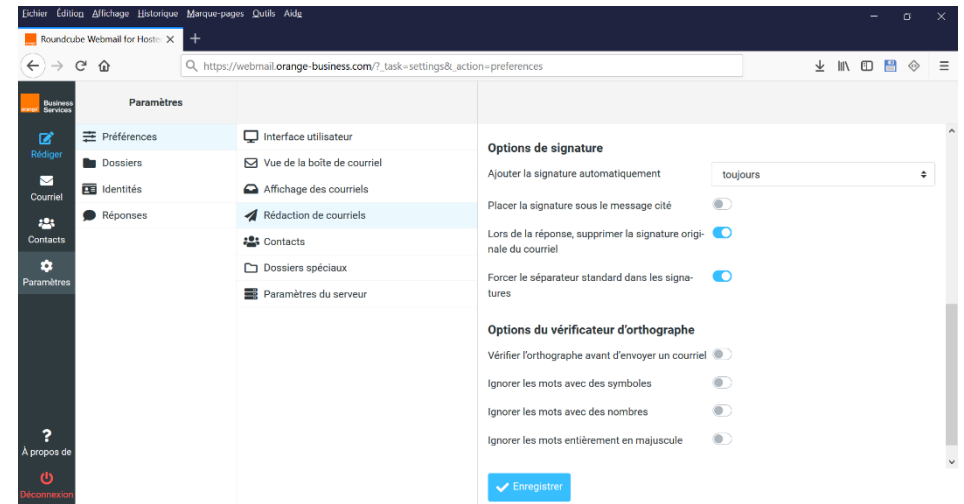 Fichier Édition Affichage Historique Marque-pages Outils Aide
Roundcube Webmail for Hoste
https://webmail.orange-business.com/?_task=settings&_action=preferences
orange Business
Services
Rédiger
Courriel
Contacts
Paramètres
À propos de
Déconnexion
Paramètres
Préférences
Dossiers
Identités
Réponses
Interface utilisateur
Vue de la boîte de courriel
Affichage des courriels
Rédaction de courriels
Contacts
Dossiers spéciaux
Paramètres du serveur
Options de signature
Ajouter la signature automatiquement toujours
Placer la signature sous le message cité
Lors de la réponse, supprimer la signature origi-
nale du courriel
Forcer le séparateur standard dans les signa-
tures
Options du vérificateur d'orthographe
Vérifier l'orthographe avant d'envoyer un courriel
Ignorer les mots avec des symboles
Ignorer les mots avec des nombres
Ignorer les mots entièrement en majuscule
Enregistrer